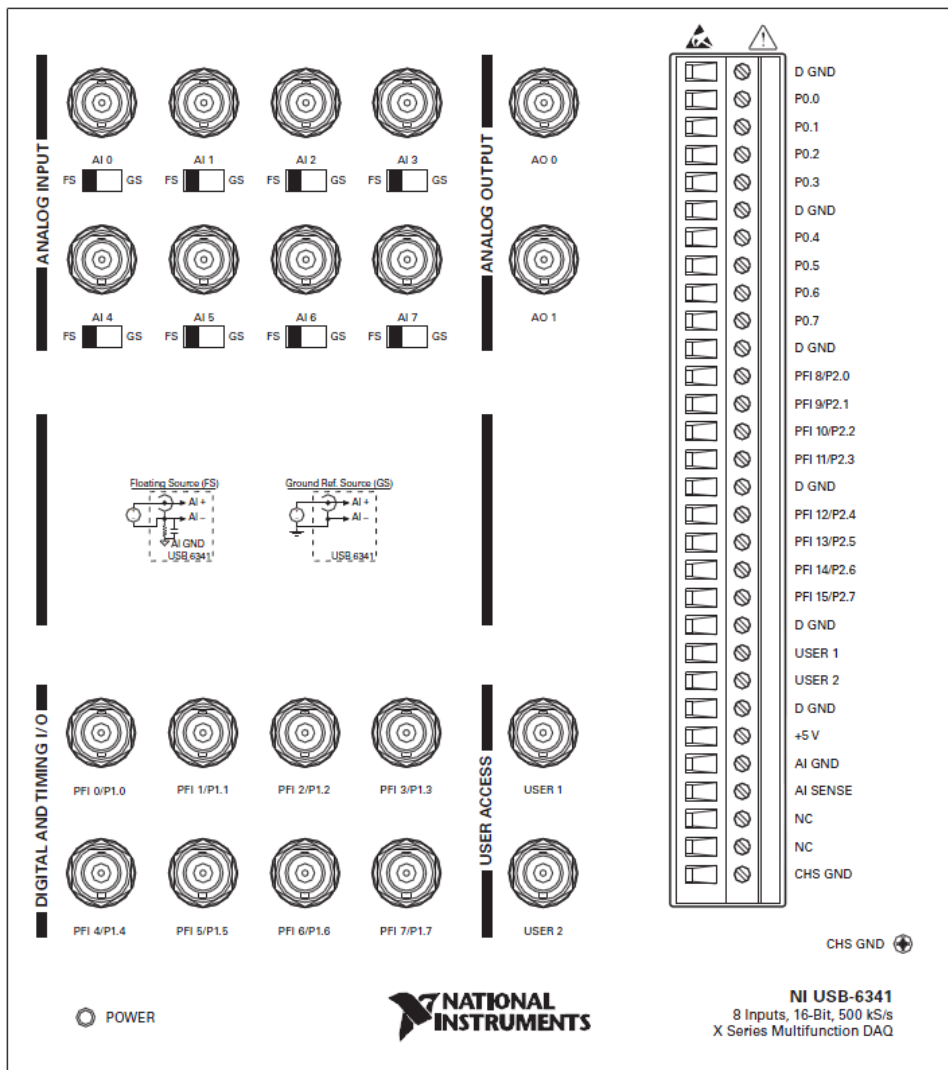 ANALOG INPUT
AI 0
AI 1
AI 2
AI 3
FS GS
FS GS
FS GS
FS GS
AI 4
AI 5
AI 6
AI 7
FS GS
FS GS
FS GS
FS GS
ANALOG OUTPUT
AO 0
AO 1
Floating Source (FS)
AI +
AI –
AI GND
USB 6341
Ground Ref. Source (GS)
AI +
AI –
USB 6341
DIGITAL AND TIMING I/O
PFI 0/P1.0
PFI 1/P1.1
PFI 2/P1.2
PFI 3/P1.3
PFI 4/P1.4
PFI 5/P1.5
PFI 6/P1.6
PFI 7/P1.7
USER ACCESS
USER 1
USER 2
D GND
P0.0
P0.1
P0.2
P0.3
D GND
P0.4
P0.5
P0.6
P0.7
D GND
PFI 8/P2.0
PFI 9/P2.1
PFI 10/P2.2
PFI 11/P2.3
D GND
PFI 12/P2.4
PFI 13/P2.5
PFI 14/P2.6
PFI 15/P2.7
D GND
USER 1
USER 2
D GND
+5 V
AI GND
AI SENSE
NC
NC
CHS GND
CHS GND
POWER
NATIONAL
INSTRUMENTS
NI USB-6341
8 Inputs, 16-Bit, 500 kS/s
X Series Multifunction DAQ